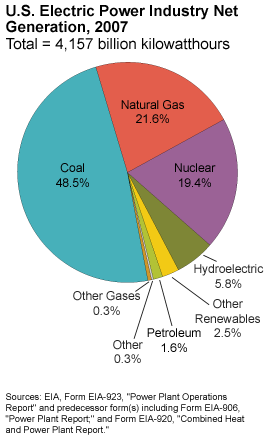 U.S. Electric Power Industry Net
Generation, 2007
Total = 4,157 billion kilowatthours
Natural Gas
21.6%
Coal
48.5%
Nuclear
19.4%
Hydroelectric
5.8%
Other Gases
0.3%
Other
Renewables
2.5%
Petroleum
1.6%
Other
0.3%
Sources: EIA, Form EIA-923, "Power Plant Operations
Report" and predecessor form(s) including Form EIA-906,
"Power Plant Report;" and Form EIA-920, "Combined Heat
and Power Plant Report."